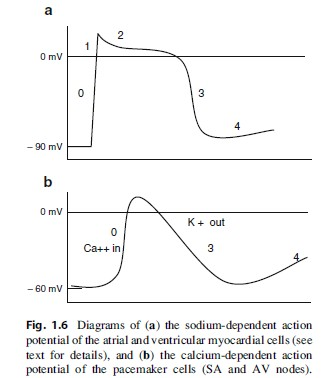 a
1
2
0 mV
0
3
4
– 90 mV
b
0 mV
K + out
0
Ca++ in
3
4
– 60 mV
Fig. 1.6 Diagrams of (a) the sodium-dependent action
potential of the atrial and ventricular myocardial cells (see
text for details), and (b) the calcium-dependent action
potential of the pacemaker cells (SA and AV nodes).